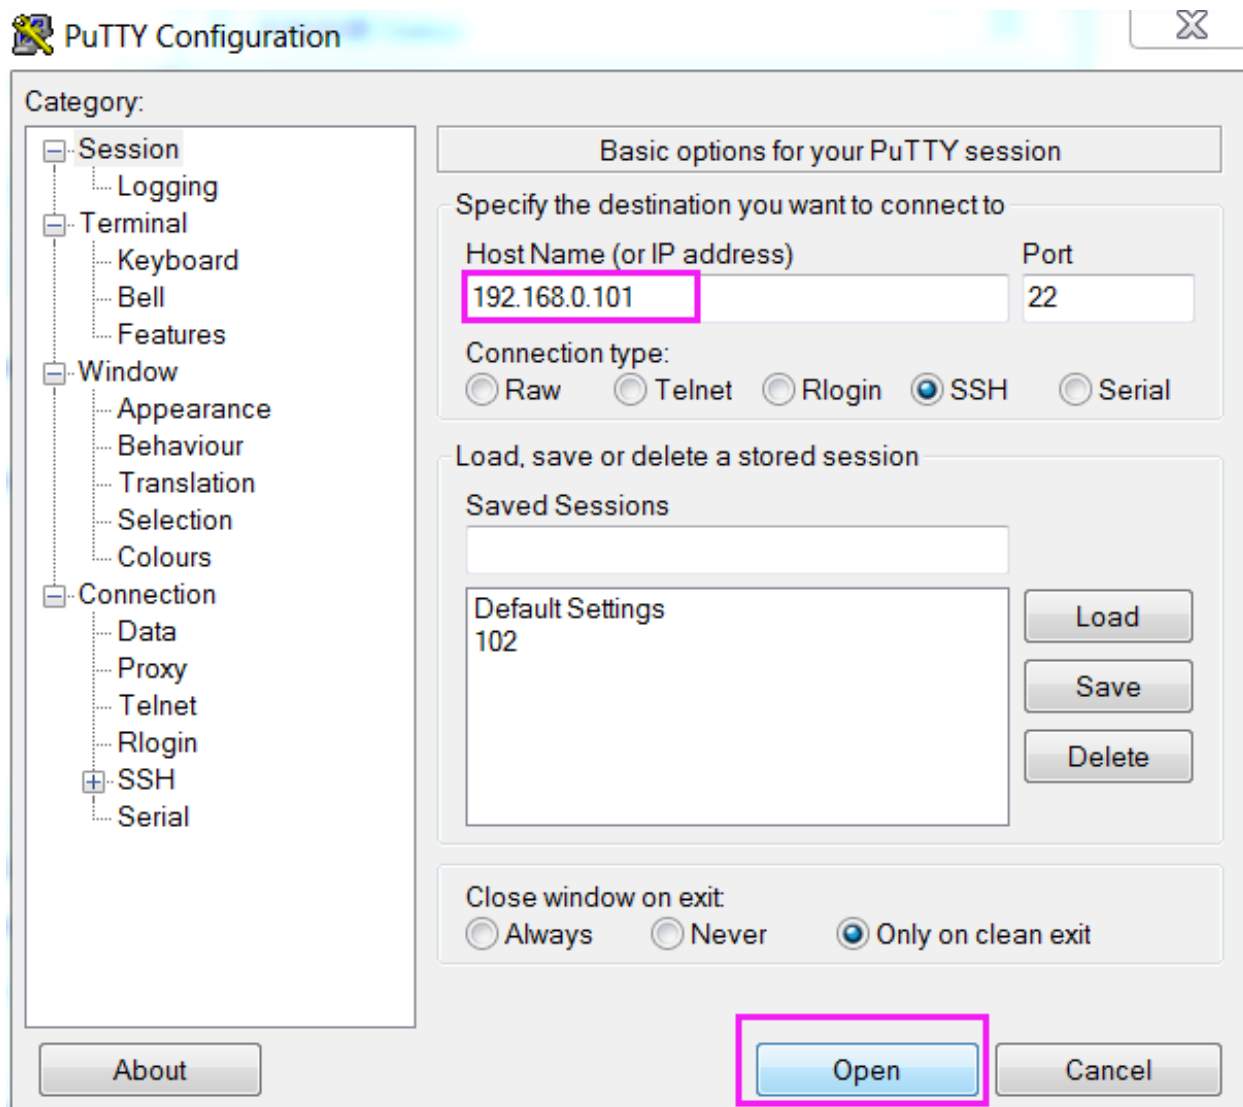 PuTTY Configuration
Category:
Session
Logging
Terminal
Keyboard
Bell
Features
Window
Appearance
Behaviour
Translation
Selection
Colours
Connection
Data
Proxy
Telnet
Rlogin
SSH
Serial
Basic options for your PuTTY session
Specify the destination you want to connect to
Host Name (or IP address) Port
192.168.0.101 22
Connection type:
Raw Telnet Rlogin SSH Serial
Load, save or delete a stored session
Saved Sessions
Default Settings
102
Load
Save
Delete
Close window on exit:
Always Never Only on clean exit
About Open Cancel